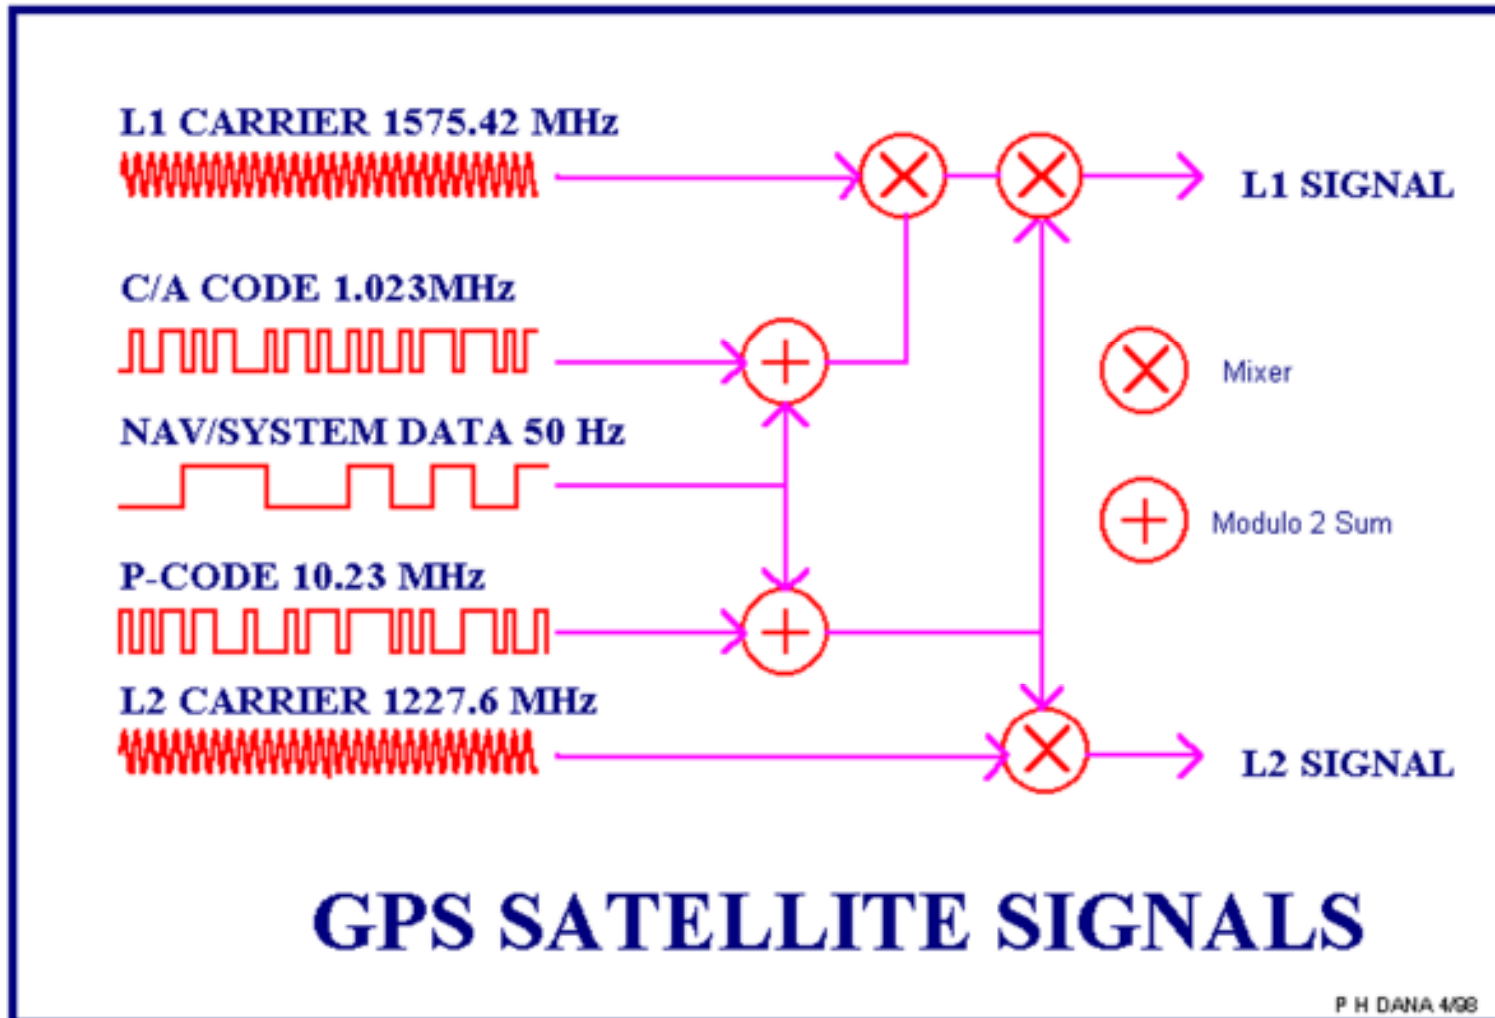 L1 CARRIER 1575.42 MHz
L1 SIGNAL
C/A CODE 1.023MHz
Mixer
NAV/SYSTEM DATA 50 Hz
Modulo 2 Sum
P-CODE 10.23 MHz
L2 CARRIER 1227.6 MHz
L2 SIGNAL
GPS SATELLITE SIGNALS
P H DANA 4/98